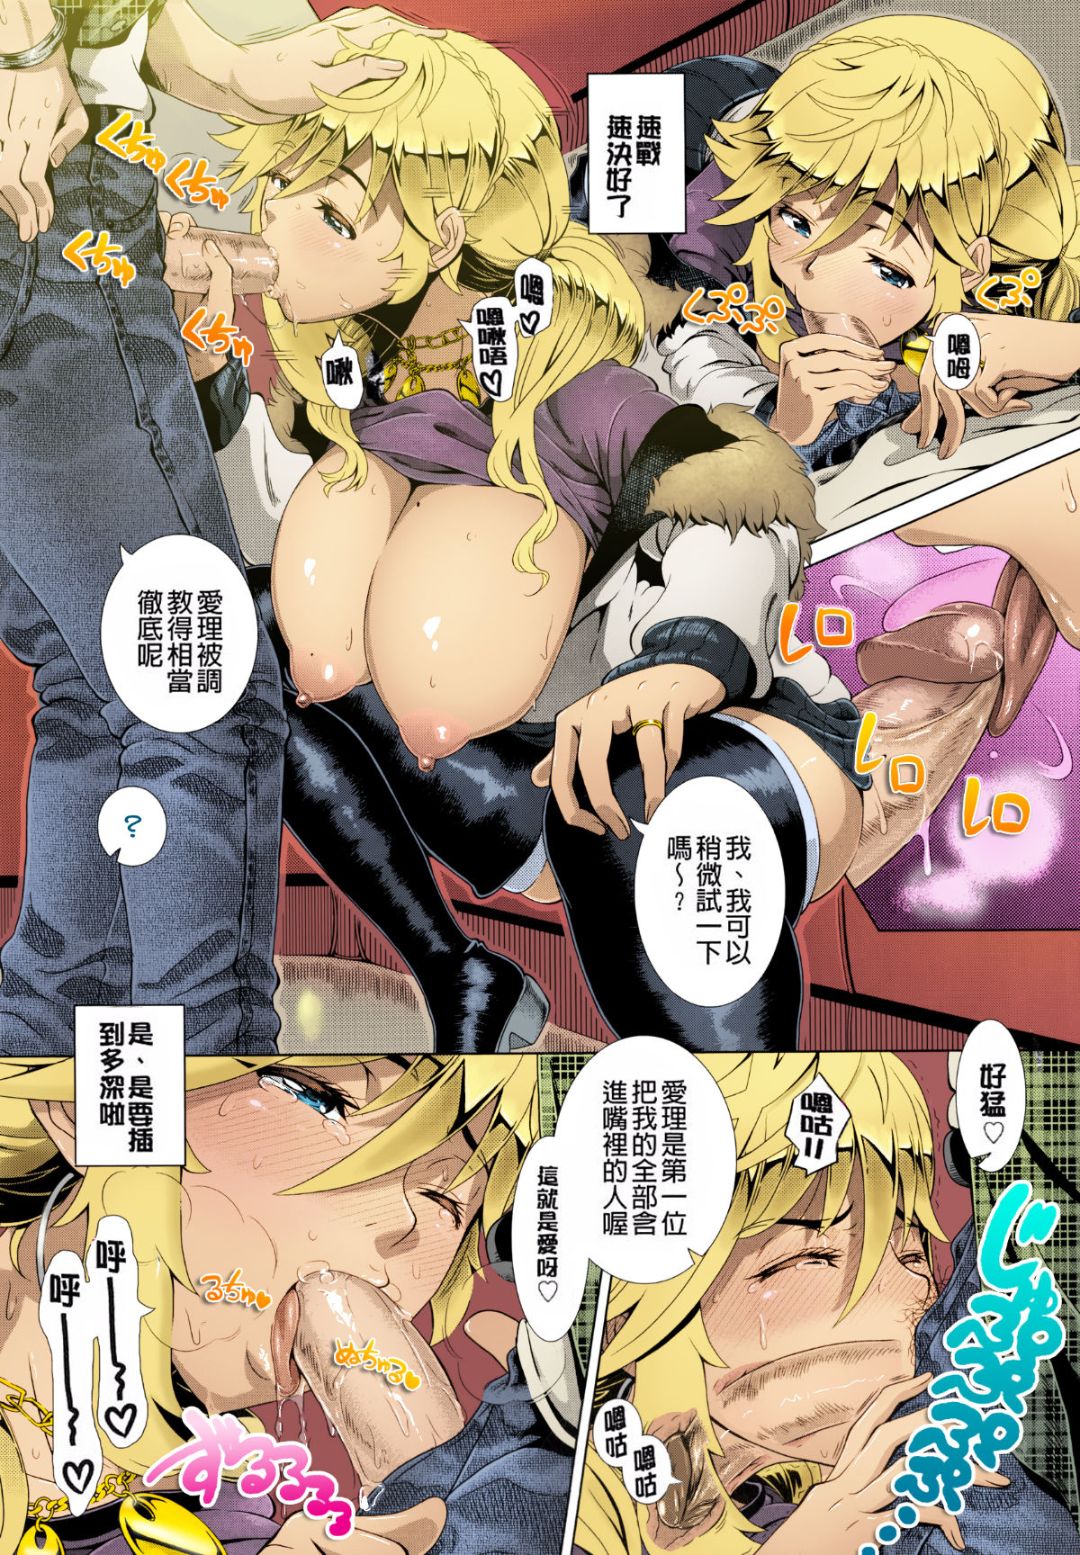 速戰
速決好了
くぷ
ぷぷ
嗯嗚
くちゅ
くちゅ
くちゅ
くちゅ
嗯♡
嗯啾唔♡
啾
愛理被調
教得相當
徹底呢
?
レロ
レロ
レロ
我、我可以
稍微試一下
嗎～?
好猛♡
嗯咕!!
愛理是第一位
把我的全部含
進嘴裡的人喔
這就是愛呀♡
嗯咕
嗯咕
是、是要插
到多深啦
呼——♡
呼——♡
るちゅ♥
ぬちゅる♥
ずるるるっ